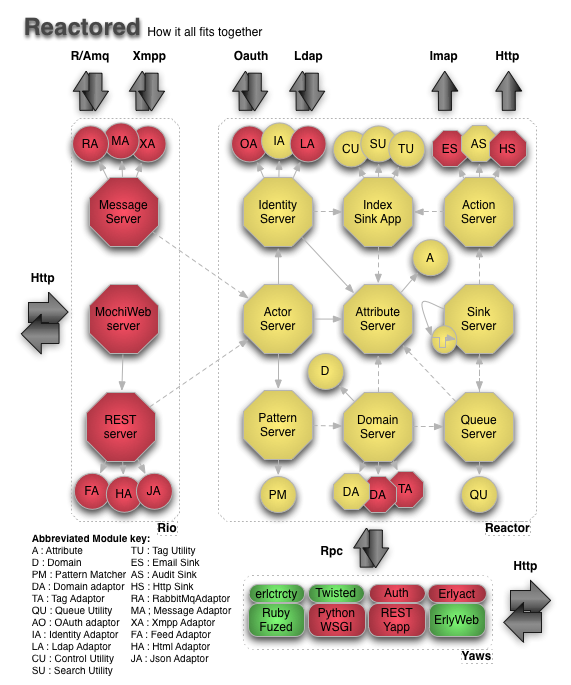 Reactored How it all fits together
R/Amq Xmpp Oauth Ldap Imap Http
RA MA XA OA IA LA CU SU TU ES AS HS
Message
Server
Identity
Server
Index
Sink App
Action
Server
A
Http
MochiWeb
server
Actor
Server
Attribute
Server
Sink
Server
D
REST
server
Pattern
Server
Domain
Server
Queue
Server
FA HA JA PM DA DA TA QU
Rio
Reactor
Abbreviated Module key:
A : Attribute
D : Domain
PM : Pattern Matcher
DA : Domain adaptor
TA : Tag Adaptor
QU : Queue Utility
AO : OAuth adaptor
IA : Identity Adaptor
LA : Ldap Adaptor
CU : Control Utility
SU : Search Utility
TU : Tag Utility
ES : Email Sink
AS : Audit Sink
HS : Http Sink
RA : RabbitMqAdaptor
MA ; Message Adaptor
XA : Xmpp Adaptor
FA : Feed Adaptor
HA : Html Adaptor
JA : Json Adaptor
Rpc
Http
erlctrcty Twisted Auth Erlyact
Ruby
Fuzed
Python
WSGI
REST
Yapp
ErlyWeb
Yaws